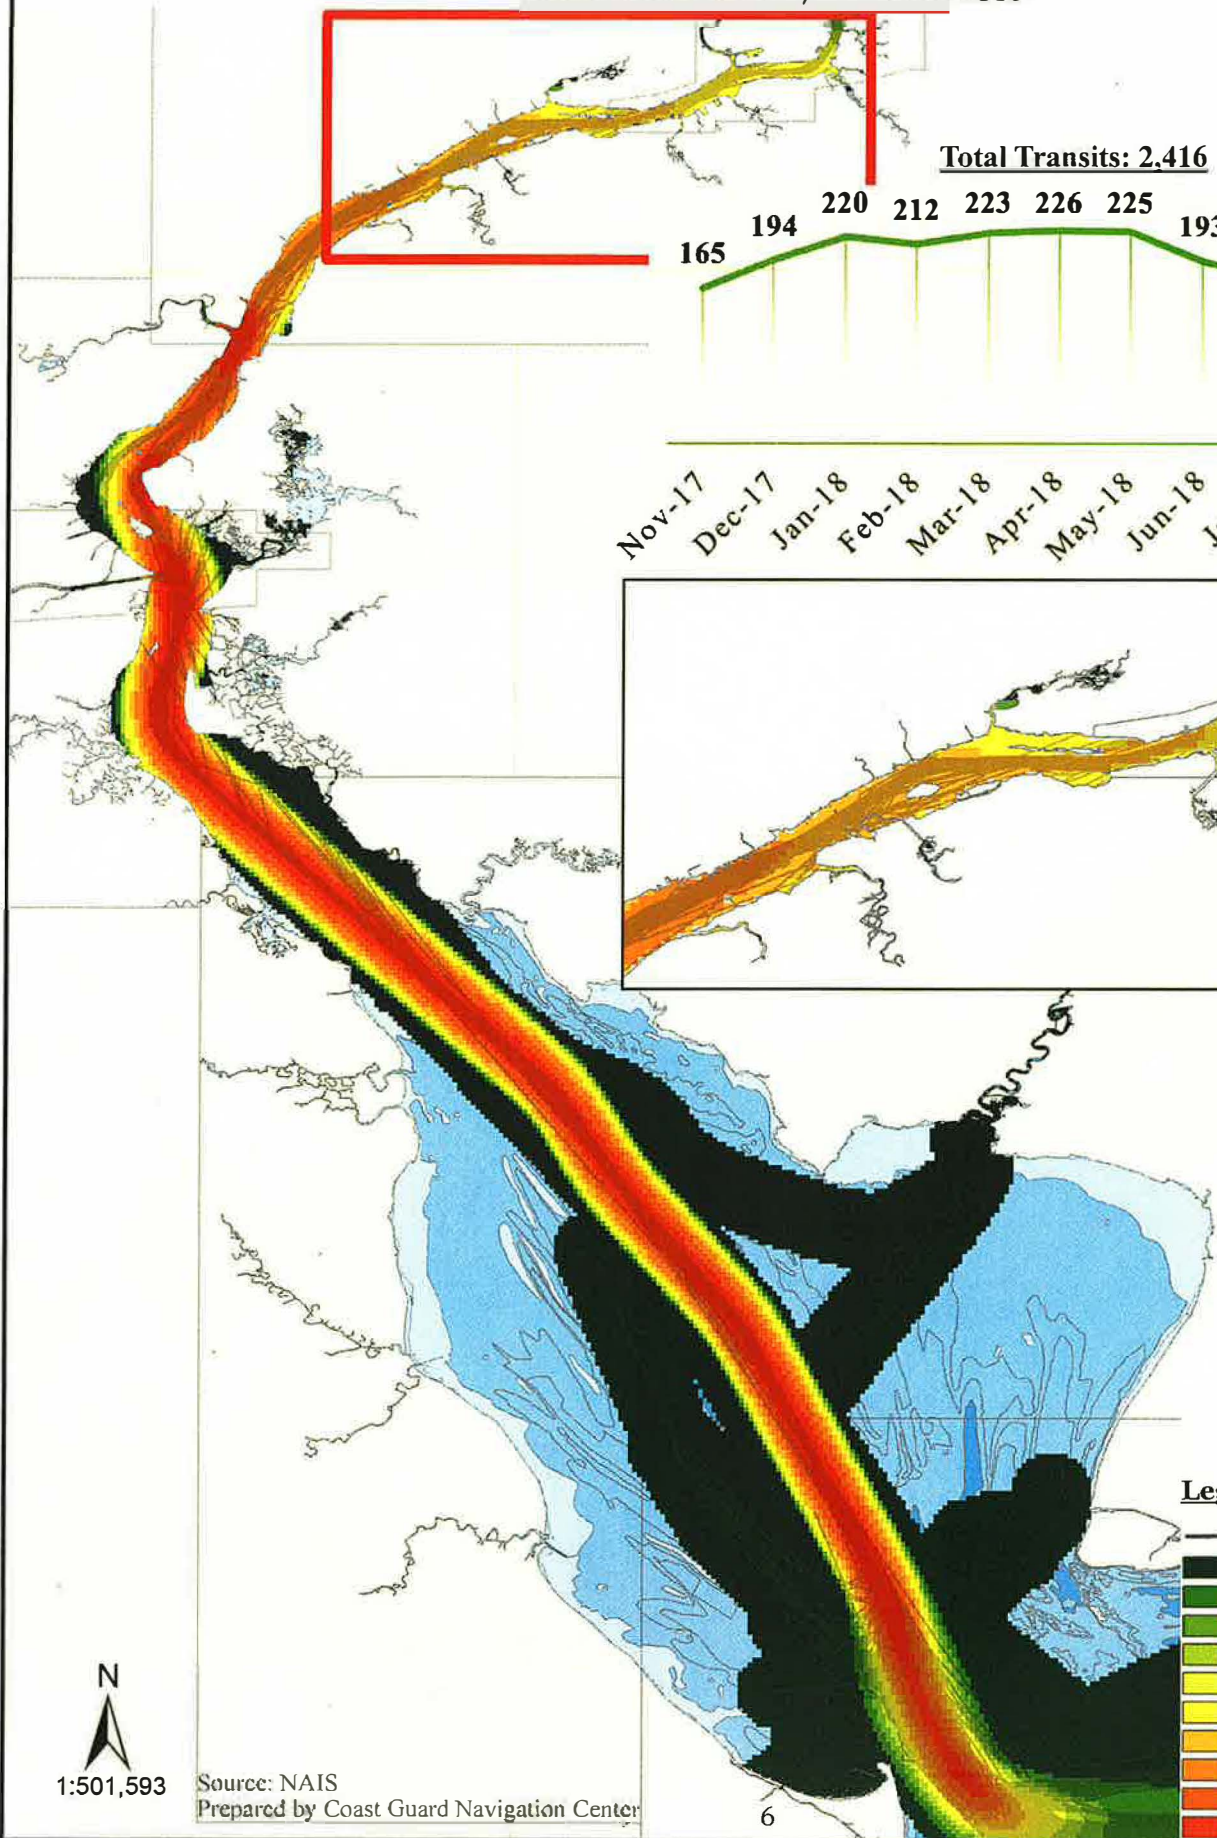 Total Transits: 2,416
165 194 220 212 223 226 225 193
Nov-17 Dec-17 Jan-18 Feb-18 Mar-18 Apr-18 May-18 Jun-18
Le
N
1:501,593
Source: NAIS
Prepared by Coast Guard Navigation Center
6